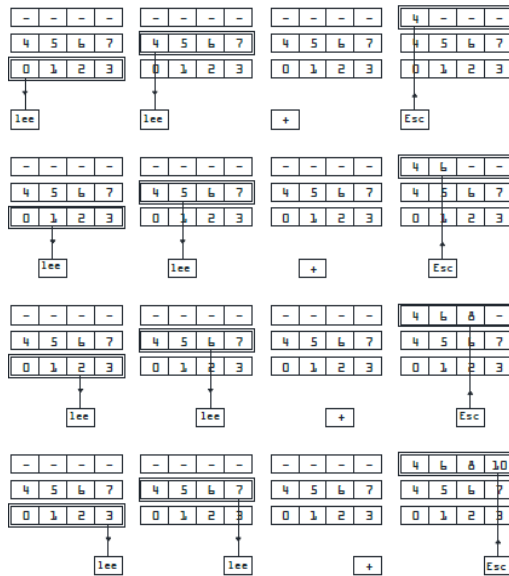 - - - - - - - - - - - - 4 - - -
4 5 6 7 4 5 6 7 4 5 6 7 4 5 6 7
0 1 2 3 0 1 2 3 0 1 2 3 0 1 2 3
lee lee + Esc
- - - - - - - - - - - - 4 6 - -
4 5 6 7 4 5 6 7 4 5 6 7 4 5 6 7
0 1 2 3 0 1 2 3 0 1 2 3 0 1 2 3
lee lee + Esc
- - - - - - - - - - - - 4 6 8 -
4 5 6 7 4 5 6 7 4 5 6 7 4 5 6 7
0 1 2 3 0 1 2 3 0 1 2 3 0 1 2 3
lee lee + Esc
- - - - - - - - - - - - 4 6 8 10
4 5 6 7 4 5 6 7 4 5 6 7 4 5 6 7
0 1 2 3 0 1 2 3 0 1 2 3 0 1 2 3
lee lee + Esc